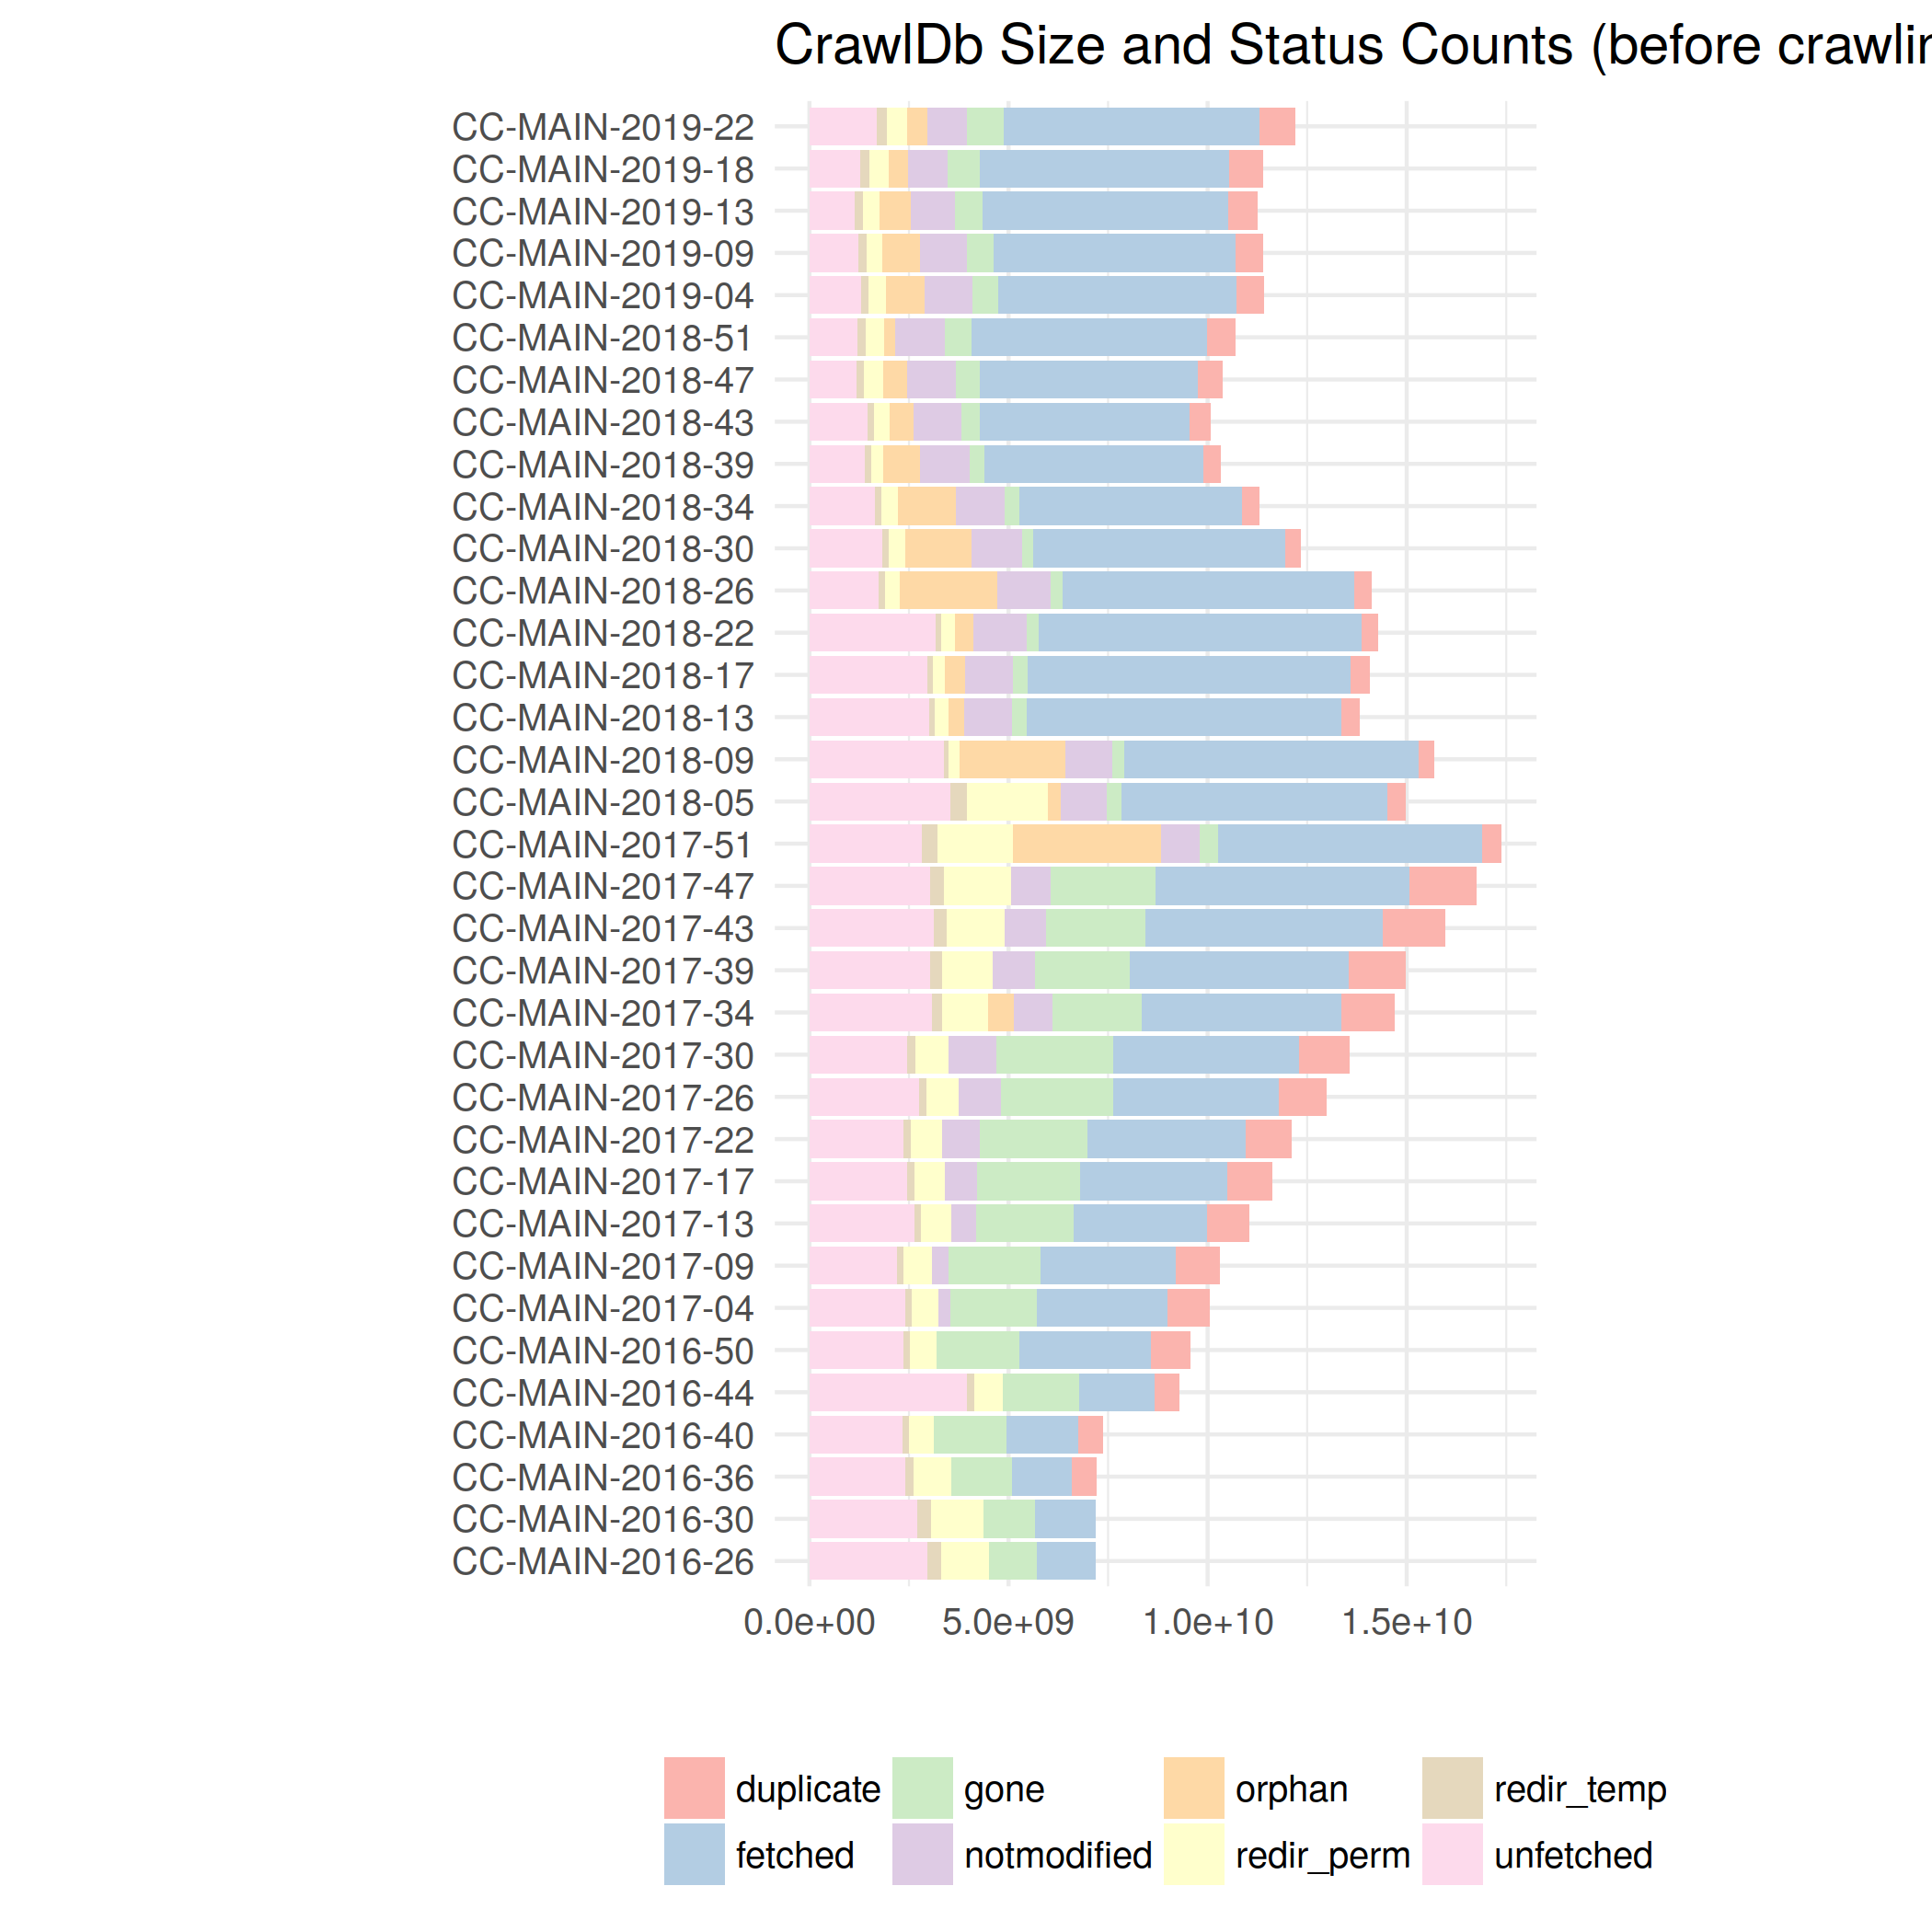 CrawlDb Size and Status Counts (before crawlin
CC-MAIN-2019-22
CC-MAIN-2019-18
CC-MAIN-2019-13
CC-MAIN-2019-09
CC-MAIN-2019-04
CC-MAIN-2018-51
CC-MAIN-2018-47
CC-MAIN-2018-43
CC-MAIN-2018-39
CC-MAIN-2018-34
CC-MAIN-2018-30
CC-MAIN-2018-26
CC-MAIN-2018-22
CC-MAIN-2018-17
CC-MAIN-2018-13
CC-MAIN-2018-09
CC-MAIN-2018-05
CC-MAIN-2017-51
CC-MAIN-2017-47
CC-MAIN-2017-43
CC-MAIN-2017-39
CC-MAIN-2017-34
CC-MAIN-2017-30
CC-MAIN-2017-26
CC-MAIN-2017-22
CC-MAIN-2017-17
CC-MAIN-2017-13
CC-MAIN-2017-09
CC-MAIN-2017-04
CC-MAIN-2016-50
CC-MAIN-2016-44
CC-MAIN-2016-40
CC-MAIN-2016-36
CC-MAIN-2016-30
CC-MAIN-2016-26
0.0e+00 5.0e+09 1.0e+10 1.5e+10
duplicate gone orphan redir_temp
fetched notmodified redir_perm unfetched